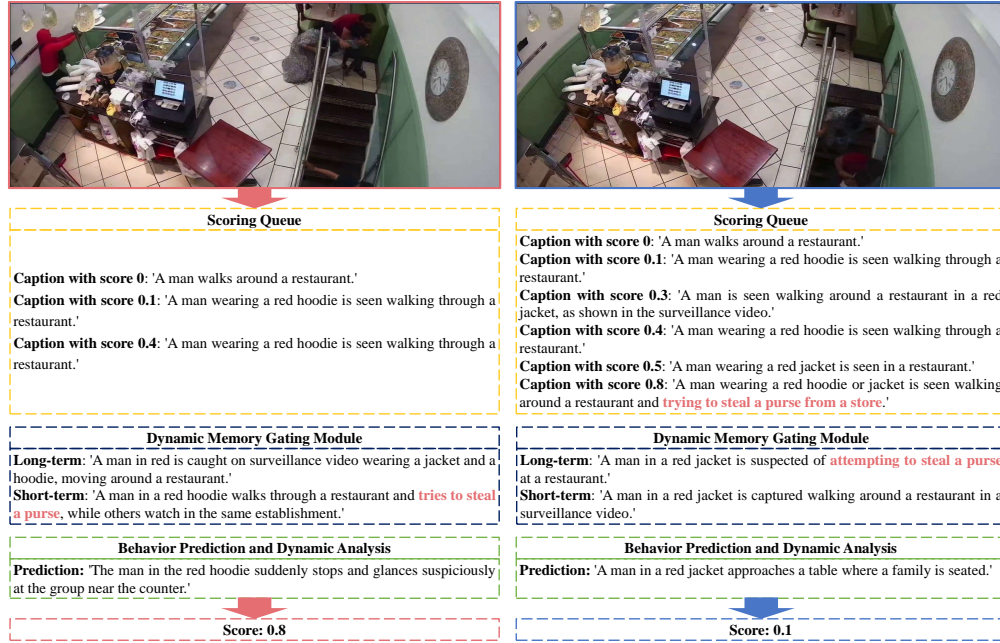 Scoring Queue
Caption with score 0: 'A man walks around a restaurant.'
Caption with score 0.1: 'A man wearing a red hoodie is seen walking through a
restaurant.'
Caption with score 0.4: 'A man wearing a red hoodie is seen walking through a
restaurant.'
Dynamic Memory Gating Module
Long-term: 'A man in red is caught on surveillance video wearing a jacket and a
hoodie, moving around a restaurant.'
Short-term: 'A man in a red hoodie walks through a restaurant and tries to steal
a purse, while others watch in the same establishment.'
Behavior Prediction and Dynamic Analysis
Prediction: 'The man in the red hoodie suddenly stops and glances suspiciously
at the group near the counter.'
Score: 0.8
Scoring Queue
Caption with score 0: 'A man walks around a restaurant.'
Caption with score 0.1: 'A man wearing a red hoodie is seen walking through a
restaurant.'
Caption with score 0.3: 'A man is seen walking around a restaurant in a red
jacket, as shown in the surveillance video.'
Caption with score 0.4: 'A man wearing a red hoodie is seen walking through a
restaurant.'
Caption with score 0.5: 'A man wearing a red jacket is seen in a restaurant.'
Caption with score 0.8: 'A man wearing a red hoodie or jacket is seen walking
around a restaurant and trying to steal a purse from a store.'
Dynamic Memory Gating Module
Long-term: 'A man in a red jacket is suspected of attempting to steal a purse
at a restaurant.'
Short-term: 'A man in a red jacket is captured walking around a restaurant in a
surveillance video.'
Behavior Prediction and Dynamic Analysis
Prediction: 'A man in a red jacket approaches a table where a family is seated.'
Score: 0.1